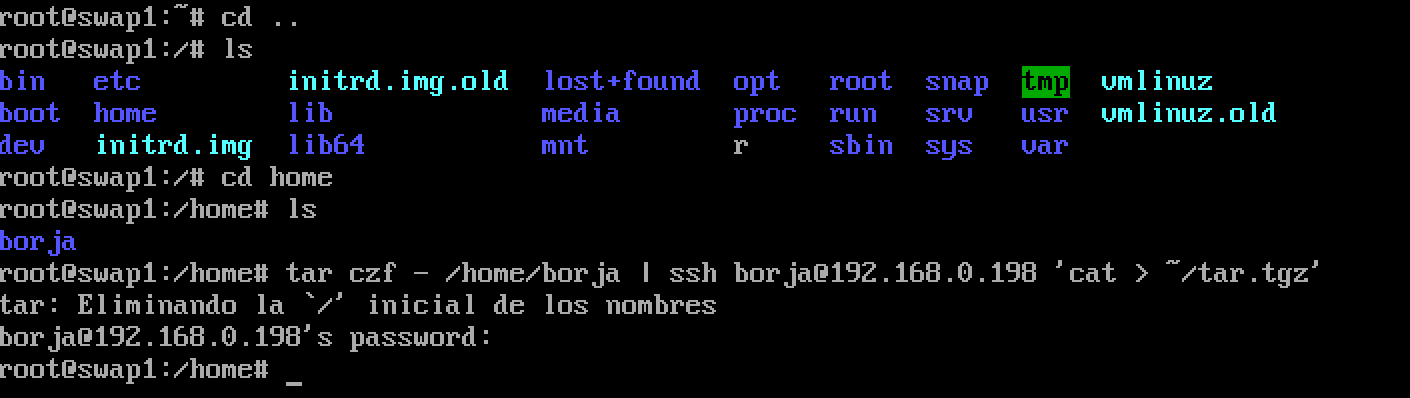 root@swap1:~# cd ..
root@swap1:/# ls
bin   etc         initrd.img.old  lost+found  opt   root  snap  tmp  vmlinuz
boot  home        lib             media       proc  run   srv   usr  vmlinuz.old
dev   initrd.img  lib64           mnt         r     sbin  sys   var
root@swap1:/# cd home
root@swap1:/home# ls
borja
root@swap1:/home# tar czf - /home/borja | ssh borja@192.168.0.198 'cat > ~/tar.tgz'
tar: Eliminando la `/' inicial de los nombres
borja@192.168.0.198's password:
root@swap1:/home# _